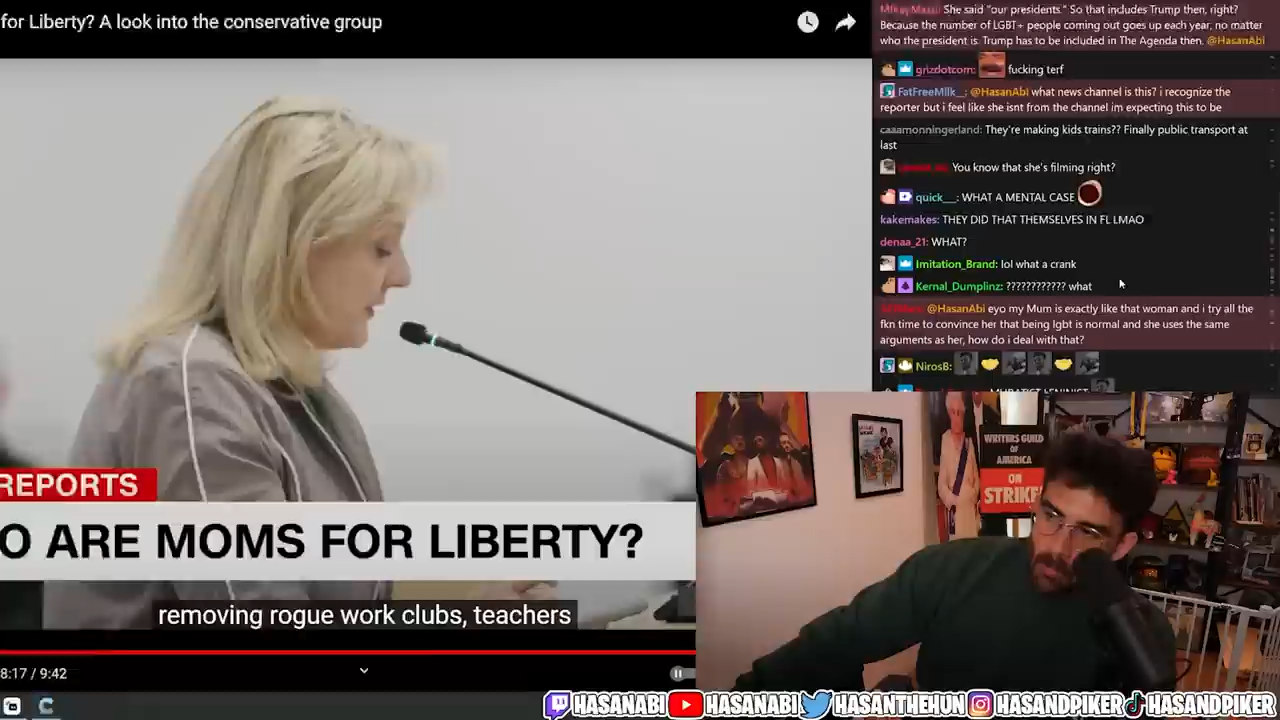 for Liberty? A look into the conservative group
She said "our presidents." So that includes Trump then, right?
Because the number of LGBT+ people coming out goes up each year, no matter
who the president is. Trump has to be included in The Agenda then. @HasanAbi
grizdotcom: fucking terf
FatFreeMilk_: @HasanAbi what news channel is this? i recognize the
reporter but i feel like she isnt from the channel im expecting this to be
caaamonningerland: They're making kids trains?? Finally public transport at
last
You know that she's filming right?
quick__: WHAT A MENTAL CASE
kakemakes: THEY DID THAT THEMSELVES IN FL LMAO
denaa_21: WHAT?
Imitation_Brand: lol what a crank
Kernal_Dumplinz: ???????????? what
@HasanAbi eyo my Mum is exactly like that woman and i try all the
fkn time to convince her that being lgbt is normal and she uses the same
arguments as her, how do i deal with that?
NirosB:
WRITERS GUILD
OF
AMERICA
ON
STRIKE
REPORTS
O ARE MOMS FOR LIBERTY?
removing rogue work clubs, teachers
8:17 / 9:42
HASANABI HASANABI HASANTHEHUN HASANDPIKER HASANDPIKER